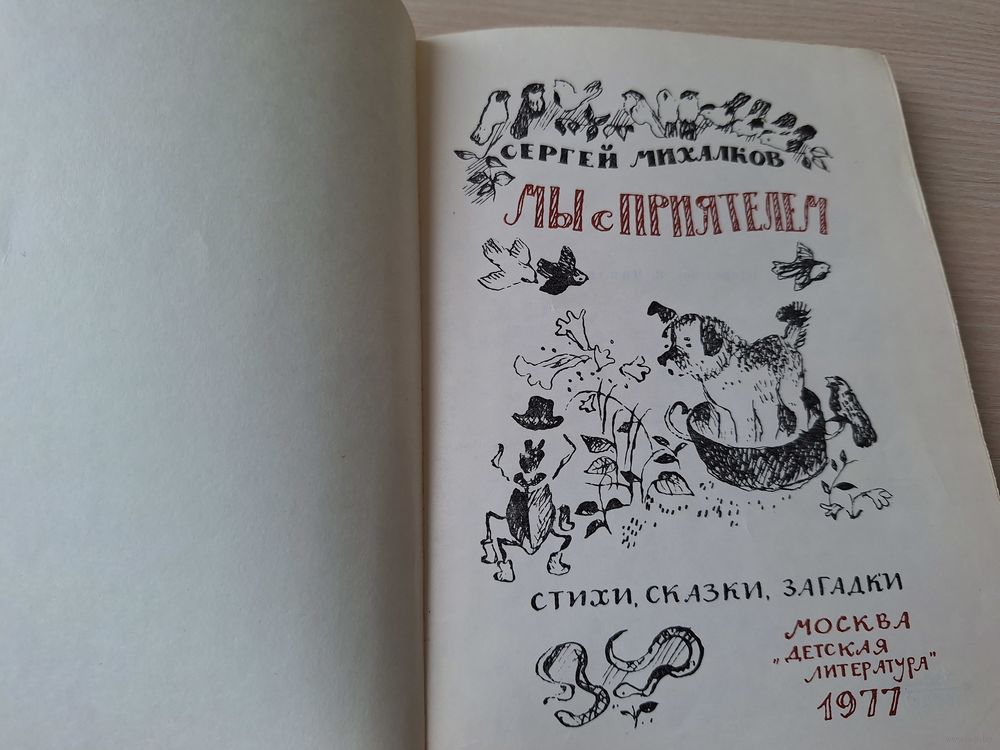 СЕРГЕЙ МИХАЛКОВ
МЫ с ПРИЯТЕЛЕМ
СТИХИ, СКАЗКИ, ЗАГАДКИ
МОСКВА
„ДЕТСКАЯ
ЛИТЕРАТУРА"
1977